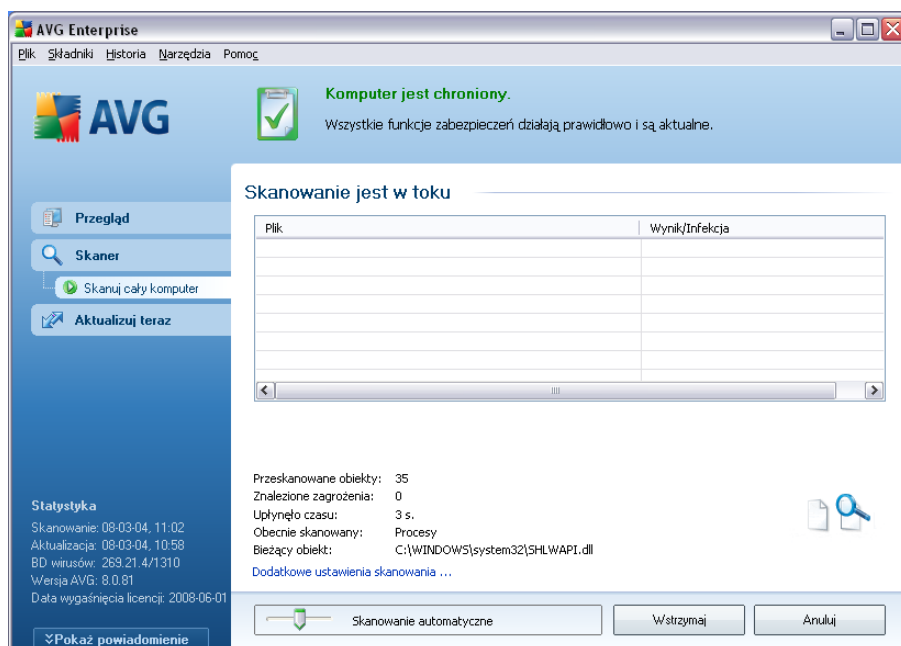 AVG Enterprise
Plik Składniki Historia Narzędzia Pomoc
AVG
Komputer jest chroniony.
Wszystkie funkcje zabezpieczeń działają prawidłowo i są aktualne.
Przegląd
Skaner
Skanuj cały komputer
Aktualizuj teraz
Skanowanie jest w toku
Plik Wynik/Infekcja
Przeskanowane obiekty: 35
Znalezione zagrożenia: 0
Upłynęło czasu: 3 s.
Obecnie skanowany: Procesy
Bieżący obiekt: C:\WINDOWS\system32\SHLWAPI.dll
Dodatkowe ustawienia skanowania ...
Statystyka
Skanowanie: 08-03-04, 11:02
Aktualizacja: 08-03-04, 10:58
BD wirusów: 269.21.4/1310
Wersja AVG: 8.0.81
Data wygaśnięcia licencji: 2008-06-01
Pokaż powiadomienie
Skanowanie automatyczne
Wstrzymaj
Anuluj